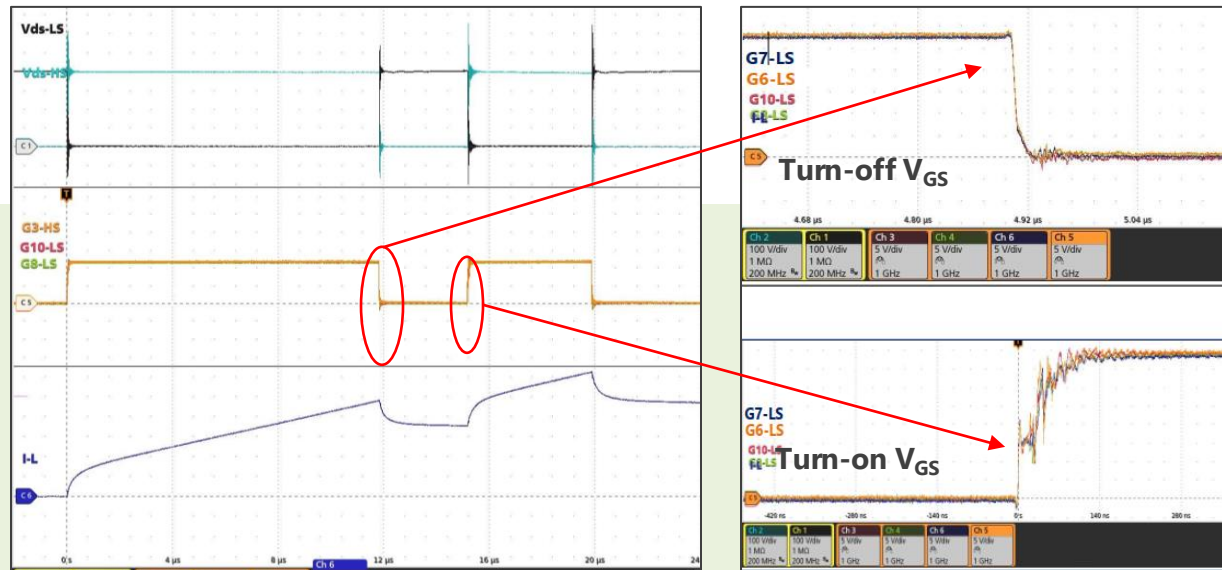 Vds-LS
Vds-HS
C1
T
G3-HS
G10-LS
G8-LS
C5
I-L
C6
0's
4 µs
8 µs
12 µs
16 µs
20 µs
24
Ch 6
G7-LS
G6-LS
G10-LS
I-L
C5
Turn-off VGS
4.68 µs
4.80 µs
4.92 µs
5.04 µs
Ch 2
100 V/div
1 MΩ
200 MHz
Ch 1
100 V/div
1 MΩ
200 MHz
Ch 3
5 V/div
1 GHz
Ch 4
5 V/div
1 GHz
Ch 6
5 V/div
1 GHz
Ch 5
5 V/div
1 GHz
G7-LS
G6-LS
G10-LS
Turn-on VGS
-420 ns
-280 ns
-140 ns
0's
140 ns
280 ns
Ch 2
100 V/div
1 MΩ
200 MHz
Ch 1
100 V/div
1 MΩ
200 MHz
Ch 3
5 V/div
1 GHz
Ch 4
5 V/div
1 GHz
Ch 6
5 V/div
1 GHz
Ch 5
5 V/div
1 GHz